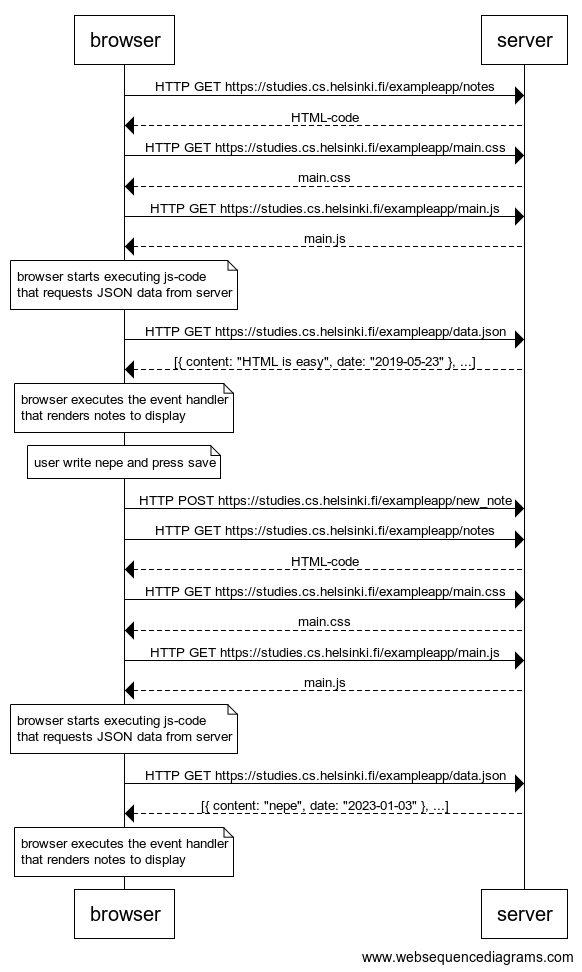 browser
server
HTTP GET https://studies.cs.helsinki.fi/exampleapp/notes
HTML-code
HTTP GET https://studies.cs.helsinki.fi/exampleapp/main.css
main.css
HTTP GET https://studies.cs.helsinki.fi/exampleapp/main.js
main.js
browser starts executing js-code
that requests JSON data from server
HTTP GET https://studies.cs.helsinki.fi/exampleapp/data.json
[{ content: "HTML is easy", date: "2019-05-23" }, ...]
browser executes the event handler
that renders notes to display
user write nepe and press save
HTTP POST https://studies.cs.helsinki.fi/exampleapp/new_note
HTTP GET https://studies.cs.helsinki.fi/exampleapp/notes
HTML-code
HTTP GET https://studies.cs.helsinki.fi/exampleapp/main.css
main.css
HTTP GET https://studies.cs.helsinki.fi/exampleapp/main.js
main.js
browser starts executing js-code
that requests JSON data from server
HTTP GET https://studies.cs.helsinki.fi/exampleapp/data.json
[{ content: "nepe", date: "2023-01-03" }, ...]
browser executes the event handler
that renders notes to display
browser
server
www.websequencediagrams.com